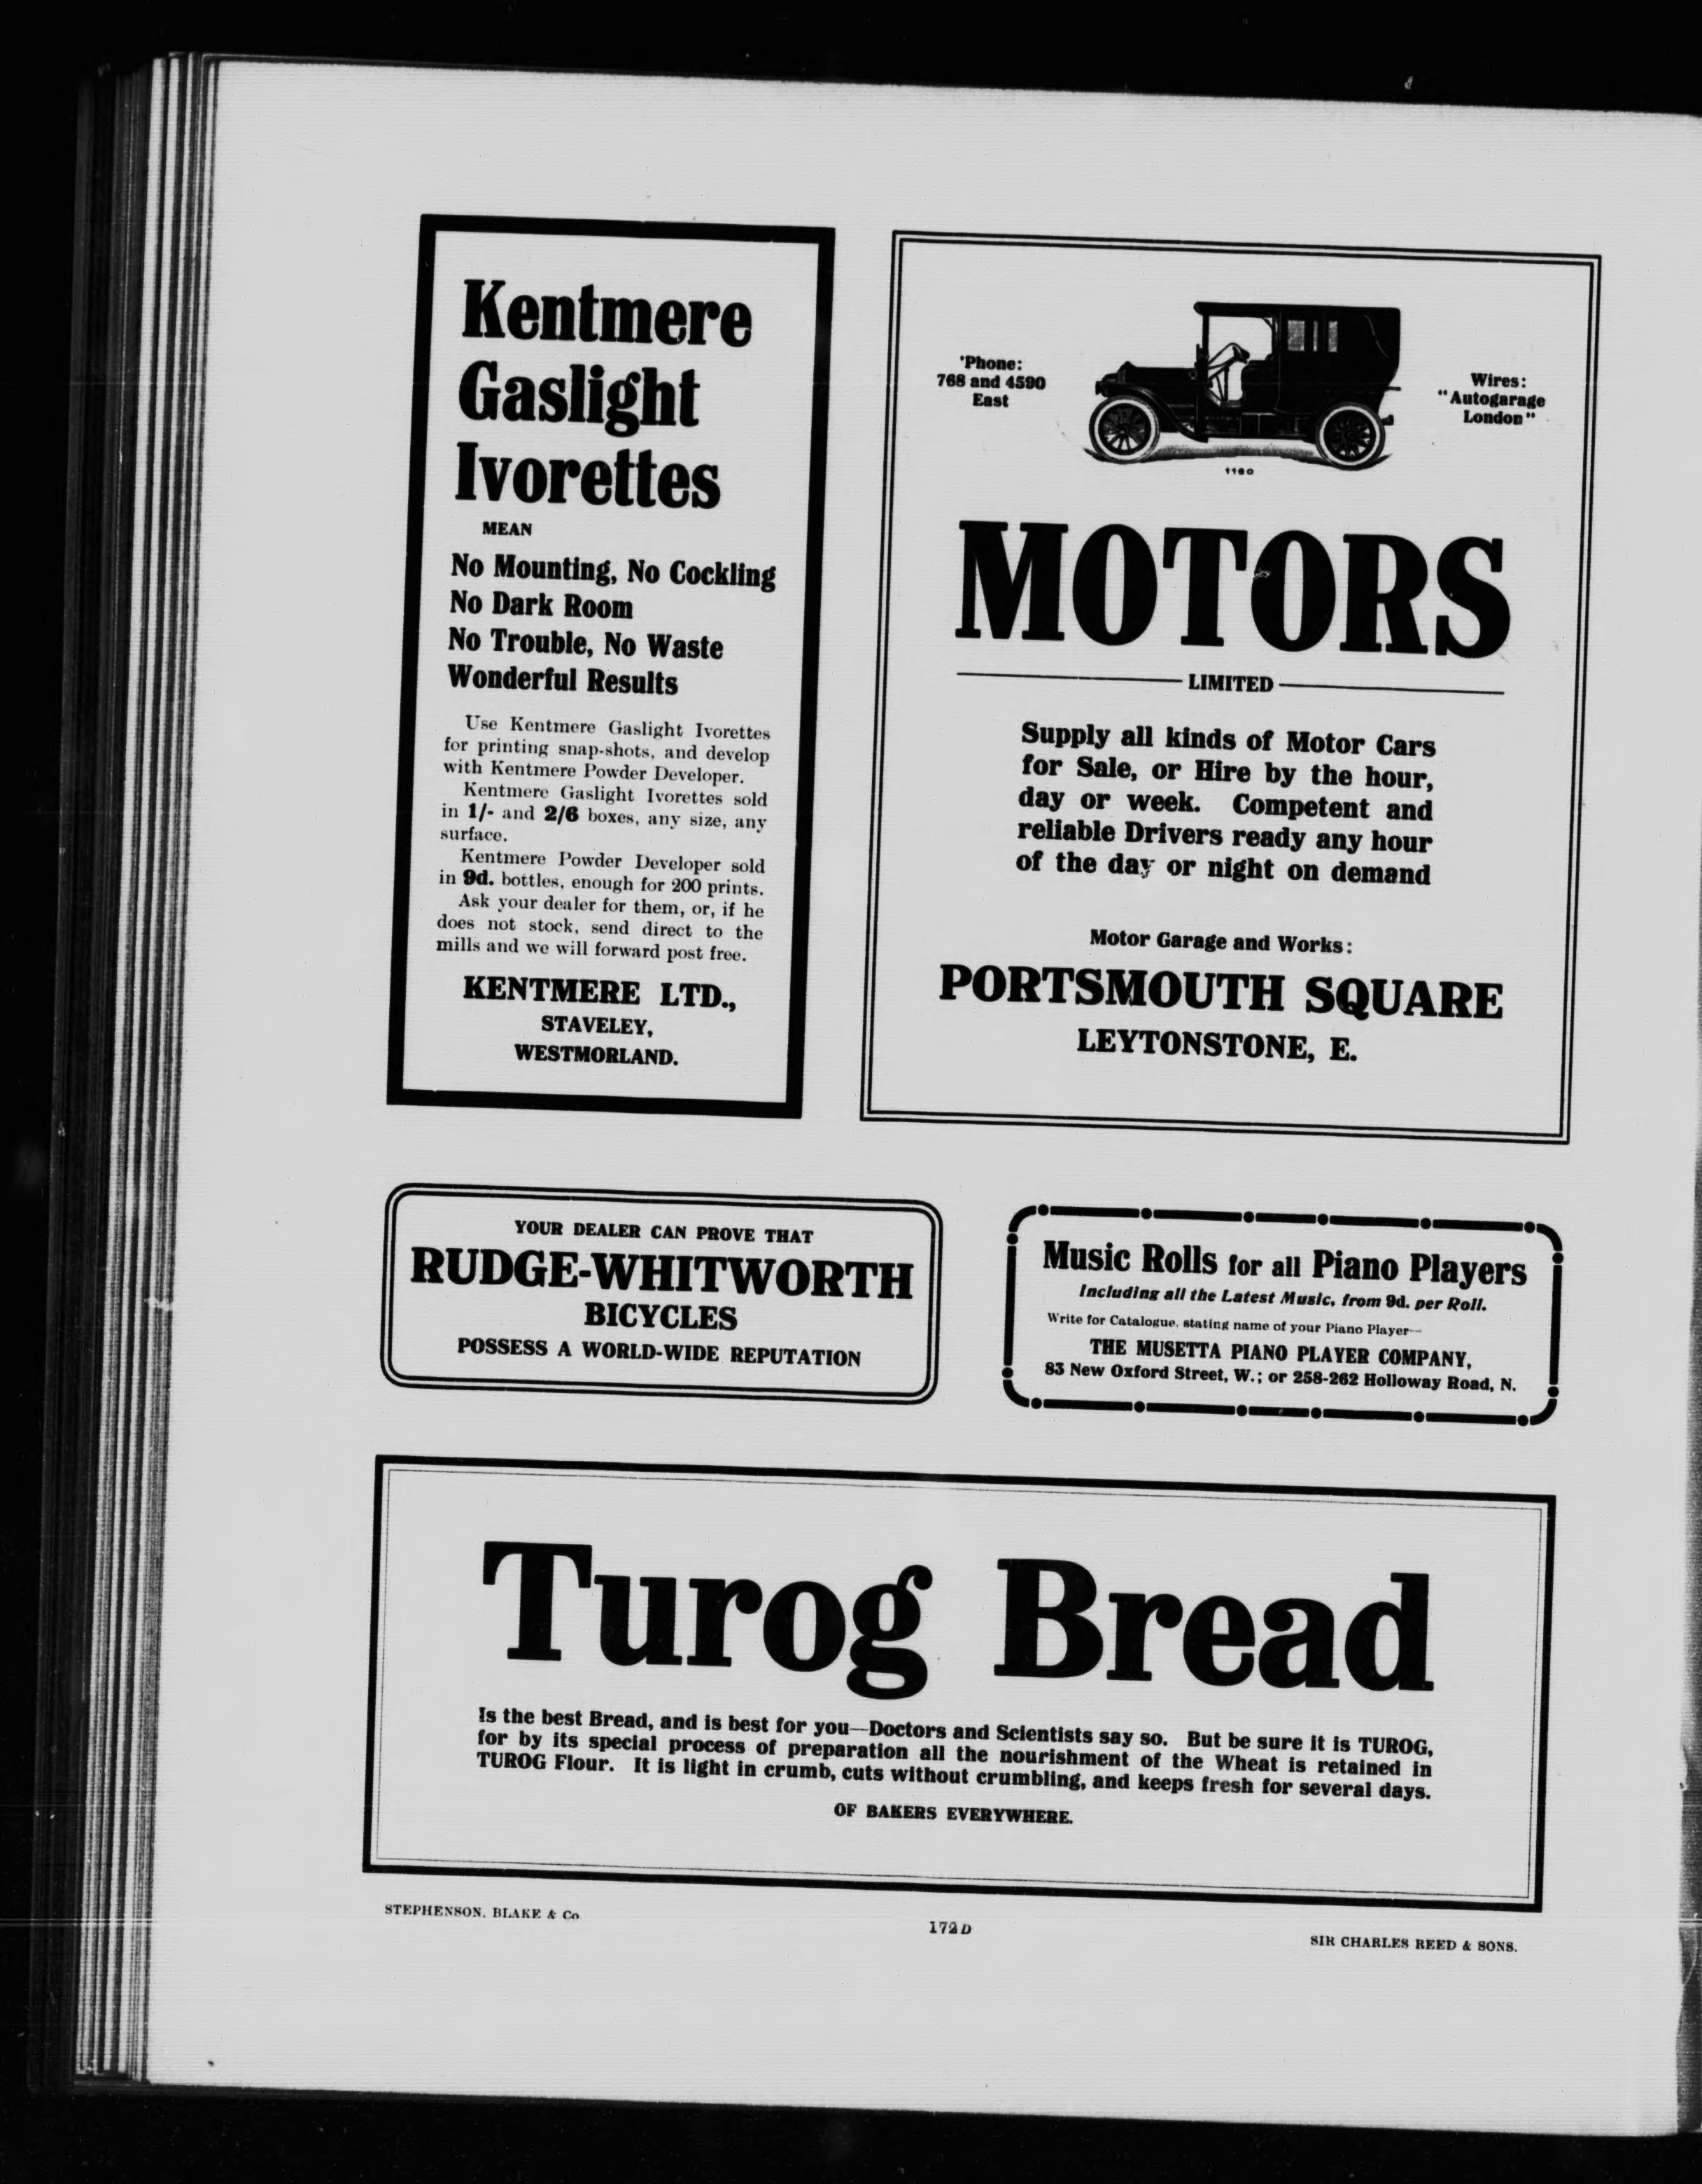 Kentmere
Gaslight
Ivorettes
MEAN
No Mounting, No Cockling
No Dark Room
No Trouble, No Waste
Wonderful Results
Use Kentmere Gaslight Ivorettes
for printing snap-shots, and develop
with Kentmere Powder Developer.
Kentmere Gaslight Ivorettes sold
in 1/- and 2/6 boxes, any size, any
surface.
Kentmere Powder Developer sold
in 9d. bottles, enough for 200 prints.
Ask your dealer for them, or, if he
does not stock, send direct to the
mills and we will forward post free.
KENTMERE LTD.,
STAVELEY,
WESTMORLAND.
'Phone:
768 and 4590
East
Wires:
"Autogarage
London"
1160
MOTORS
LIMITED
Supply all kinds of Motor Cars
for Sale, or Hire by the hour,
day or week. Competent and
reliable Drivers ready any hour
of the day or night on demand
Motor Garage and Works:
PORTSMOUTH SQUARE
LEYTONSTONE, E.
YOUR DEALER CAN PROVE THAT
RUDGE-WHITWORTH
BICYCLES
POSSESS A WORLD-WIDE REPUTATION
Music Rolls for all Piano Players
Including all the Latest Music, from 9d. per Roll.
Write for Catalogue, stating name of your Piano Player—
THE MUSETTA PIANO PLAYER COMPANY,
83 New Oxford Street, W.; or 258-262 Holloway Road, N.
Turog Bread
Is the best Bread, and is best for you—Doctors and Scientists say so. But be sure it is TUROG,
for by its special process of preparation all the nourishment of the Wheat is retained in
TUROG Flour. It is light in crumb, cuts without crumbling, and keeps fresh for several days.
OF BAKERS EVERYWHERE.
STEPHENSON, BLAKE & Co
172D
SIR CHARLES REED & SONS.